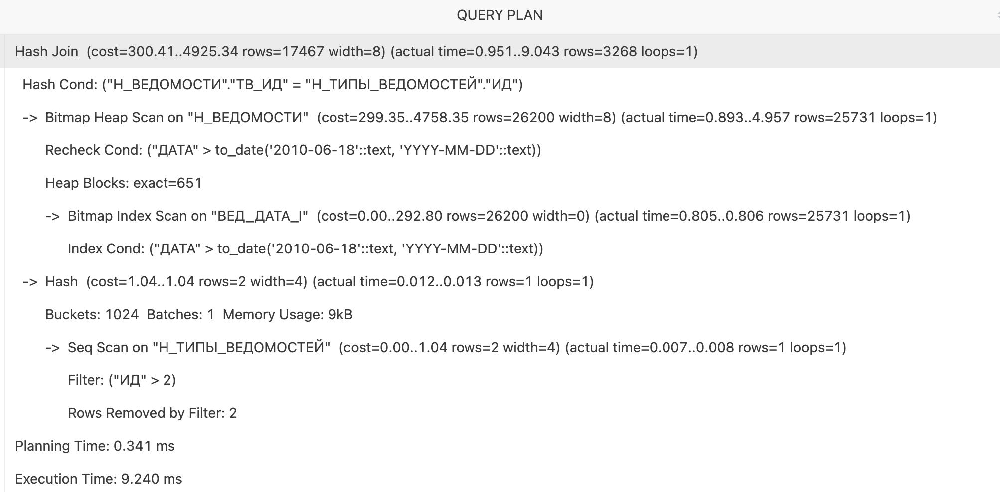 QUERY PLAN
Hash Join  (cost=300.41..4925.34 rows=17467 width=8) (actual time=0.951..9.043 rows=3268 loops=1)
Hash Cond: ("Н_ВЕДОМОСТИ"."ТВ_ИД" = "Н_ТИПЫ_ВЕДОМОСТЕЙ"."ИД")
->  Bitmap Heap Scan on "Н_ВЕДОМОСТИ"  (cost=299.35..4758.35 rows=26200 width=8) (actual time=0.893..4.957 rows=25731 loops=1)
Recheck Cond: ("ДАТА" > to_date('2010-06-18'::text, 'YYYY-MM-DD'::text))
Heap Blocks: exact=651
->  Bitmap Index Scan on "ВЕД_ДАТА_I"  (cost=0.00..292.80 rows=26200 width=0) (actual time=0.805..0.806 rows=25731 loops=1)
Index Cond: ("ДАТА" > to_date('2010-06-18'::text, 'YYYY-MM-DD'::text))
->  Hash  (cost=1.04..1.04 rows=2 width=4) (actual time=0.012..0.013 rows=1 loops=1)
Buckets: 1024  Batches: 1  Memory Usage: 9kB
->  Seq Scan on "Н_ТИПЫ_ВЕДОМОСТЕЙ"  (cost=0.00..1.04 rows=2 width=4) (actual time=0.007..0.008 rows=1 loops=1)
Filter: ("ИД" > 2)
Rows Removed by Filter: 2
Planning Time: 0.341 ms
Execution Time: 9.240 ms